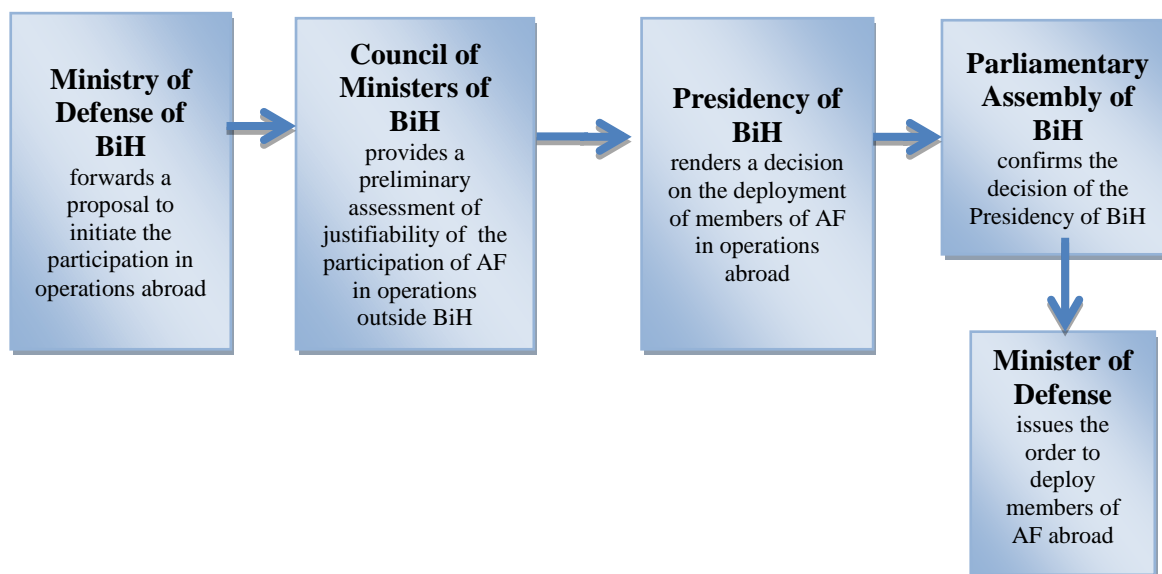 Ministry of
Defense of
BiH
forwards a
proposal to
initiate the
participation in
operations abroad
Council of
Ministers of
BiH
provides a
preliminary
assessment of
justifiability of  the
participation of AF
in operations
outside BiH
Presidency of
BiH
renders a decision
on the deployment
of members of AF
in operations
abroad
Parliamentary
Assembly of
BiH
confirms the
decision of the
Presidency of BiH
Minister of
Defense
issues the
order to
deploy
members of
AF abroad